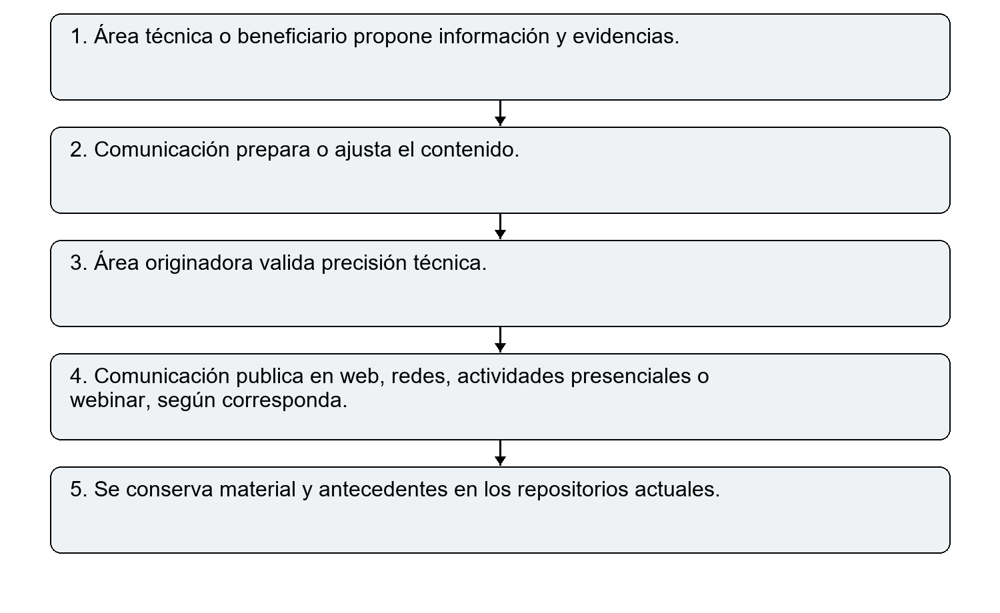 1. Área técnica o beneficiario propone información y evidencias.
2. Comunicación prepara o ajusta el contenido.
3. Área originadora valida precisión técnica.
4. Comunicación publica en web, redes, actividades presenciales o
webinar, según corresponda.
5. Se conserva material y antecedentes en los repositorios actuales.